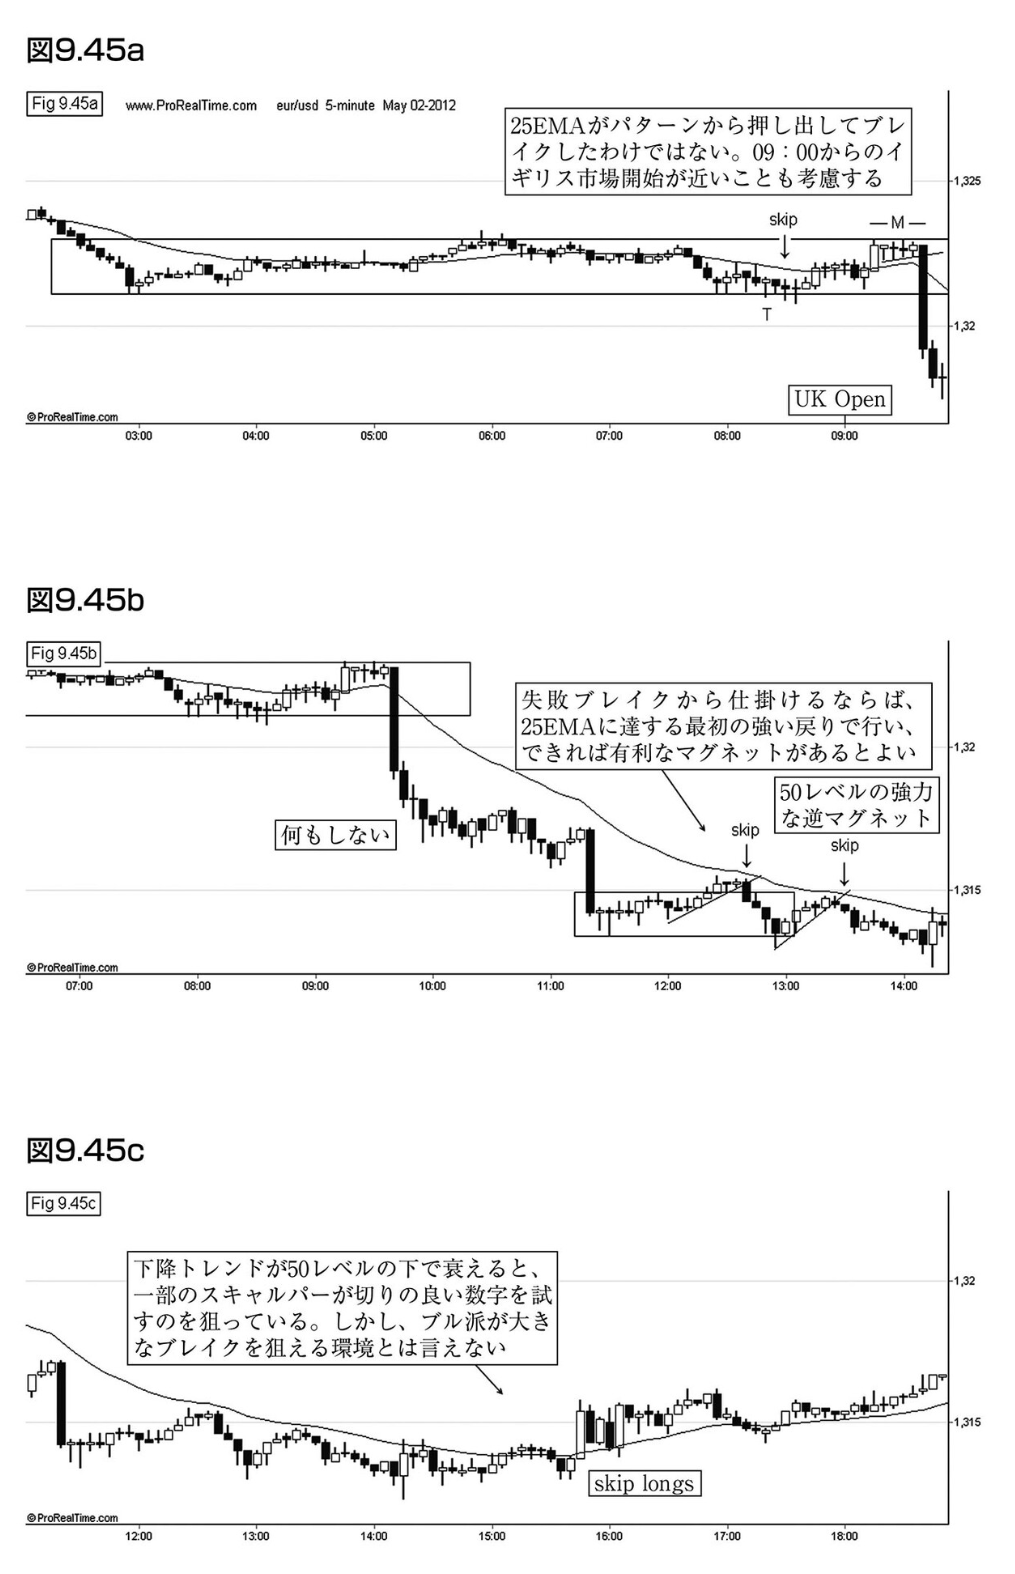 図9.45a
Fig 9.45a www.ProRealTime.com eur/usd 5-minute May 02-2012
25EMAがパターンから押し出してブレ
イクしたわけではない。09：00からのイ
ギリス市場開始が近いことも考慮する
1,325
skip
M
T
1,32
UK Open
©ProRealTime.com
03:00 04:00 05:00 06:00 07:00 08:00 09:00
図9.45b
Fig 9.45b
失敗ブレイクから仕掛けるならば、
25EMAに達する最初の強い戻りで行い、
できれば有利なマグネットがあるとよい
1,32
50レベルの強力
な逆マグネット
何もしない
skip
skip
1,315
©ProRealTime.com
07:00 08:00 09:00 10:00 11:00 12:00 13:00 14:00
図9.45c
Fig 9.45c
下降トレンドが50レベルの下で衰えると、
一部のスキャルパーが切りの良い数字を試
すのを狙っている。しかし、ブル派が大き
なブレイクを狙える環境とは言えない
1,32
1,315
skip longs
©ProRealTime.com
12:00 13:00 14:00 15:00 16:00 17:00 18:00